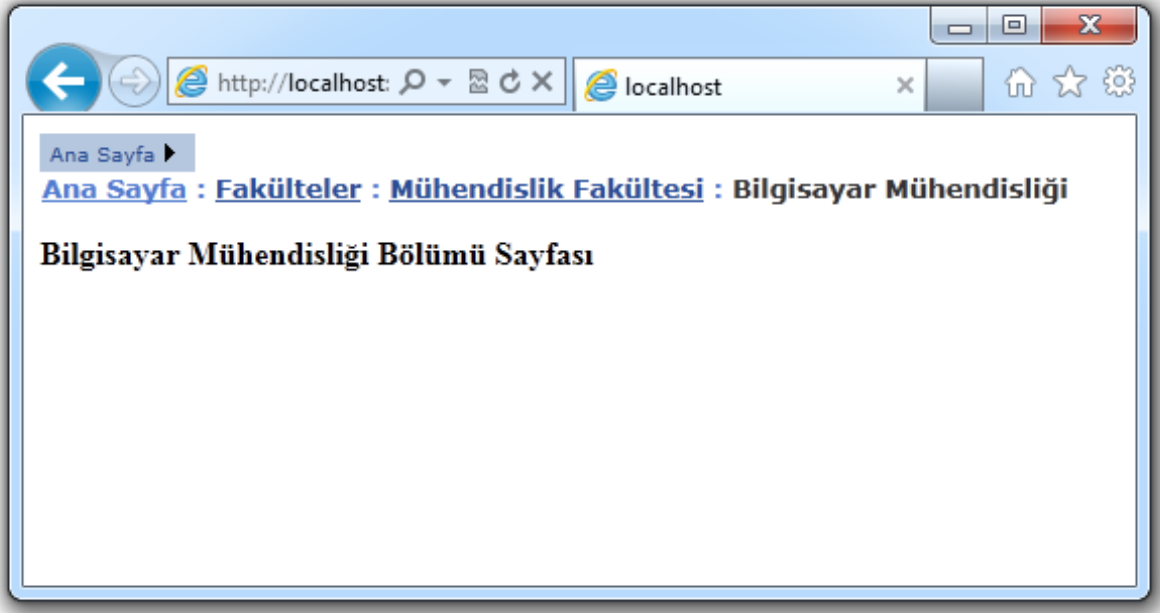 http://localhost:
localhost
Ana Sayfa
Ana Sayfa : Fakülteler : Mühendislik Fakültesi : Bilgisayar Mühendisliği
Bilgisayar Mühendisliği Bölümü Sayfası